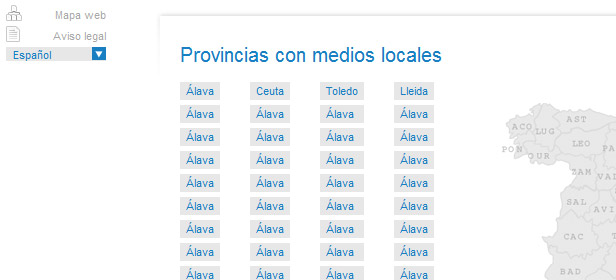 Mapa web
Aviso legal
Español
Provincias con medios locales
Álava Ceuta Toledo Lleida
Álava Álava Álava Álava
Álava Álava Álava Álava
Álava Álava Álava Álava
Álava Álava Álava Álava
Álava Álava Álava Álava
Álava Álava Álava Álava
Álava Álava Álava Álava
Álava Álava Álava Álava
ACO LUG AST
PON OUR LEO PA
ZAM VAL
SAL AVI
CAC T
BAD